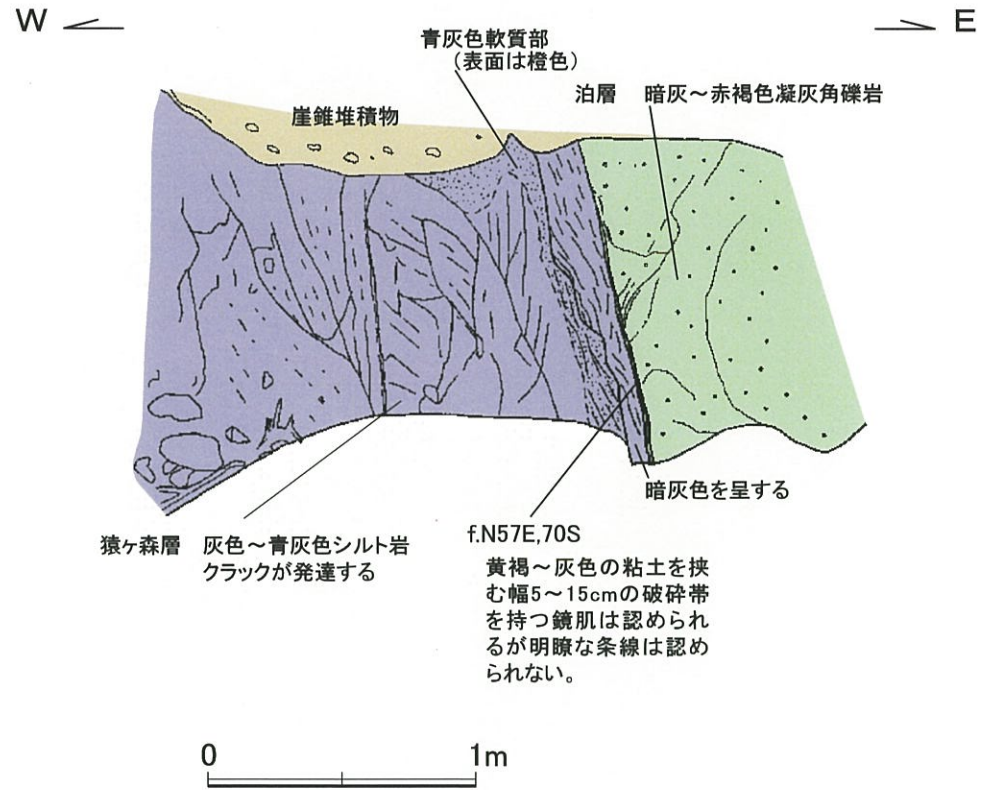 W E
青灰色軟質部
(表面は橙色)
泊層 暗灰～赤褐色凝灰角礫岩
崖錐堆積物
暗灰色を呈する
猿ヶ森層 灰色～青灰色シルト岩
クラックが発達する
f.N57E,70S
黄褐～灰色の粘土を挟
む幅5～15cmの破砕帯
を持つ鏡肌は認められ
るが明瞭な条線は認め
られない。
0 1m